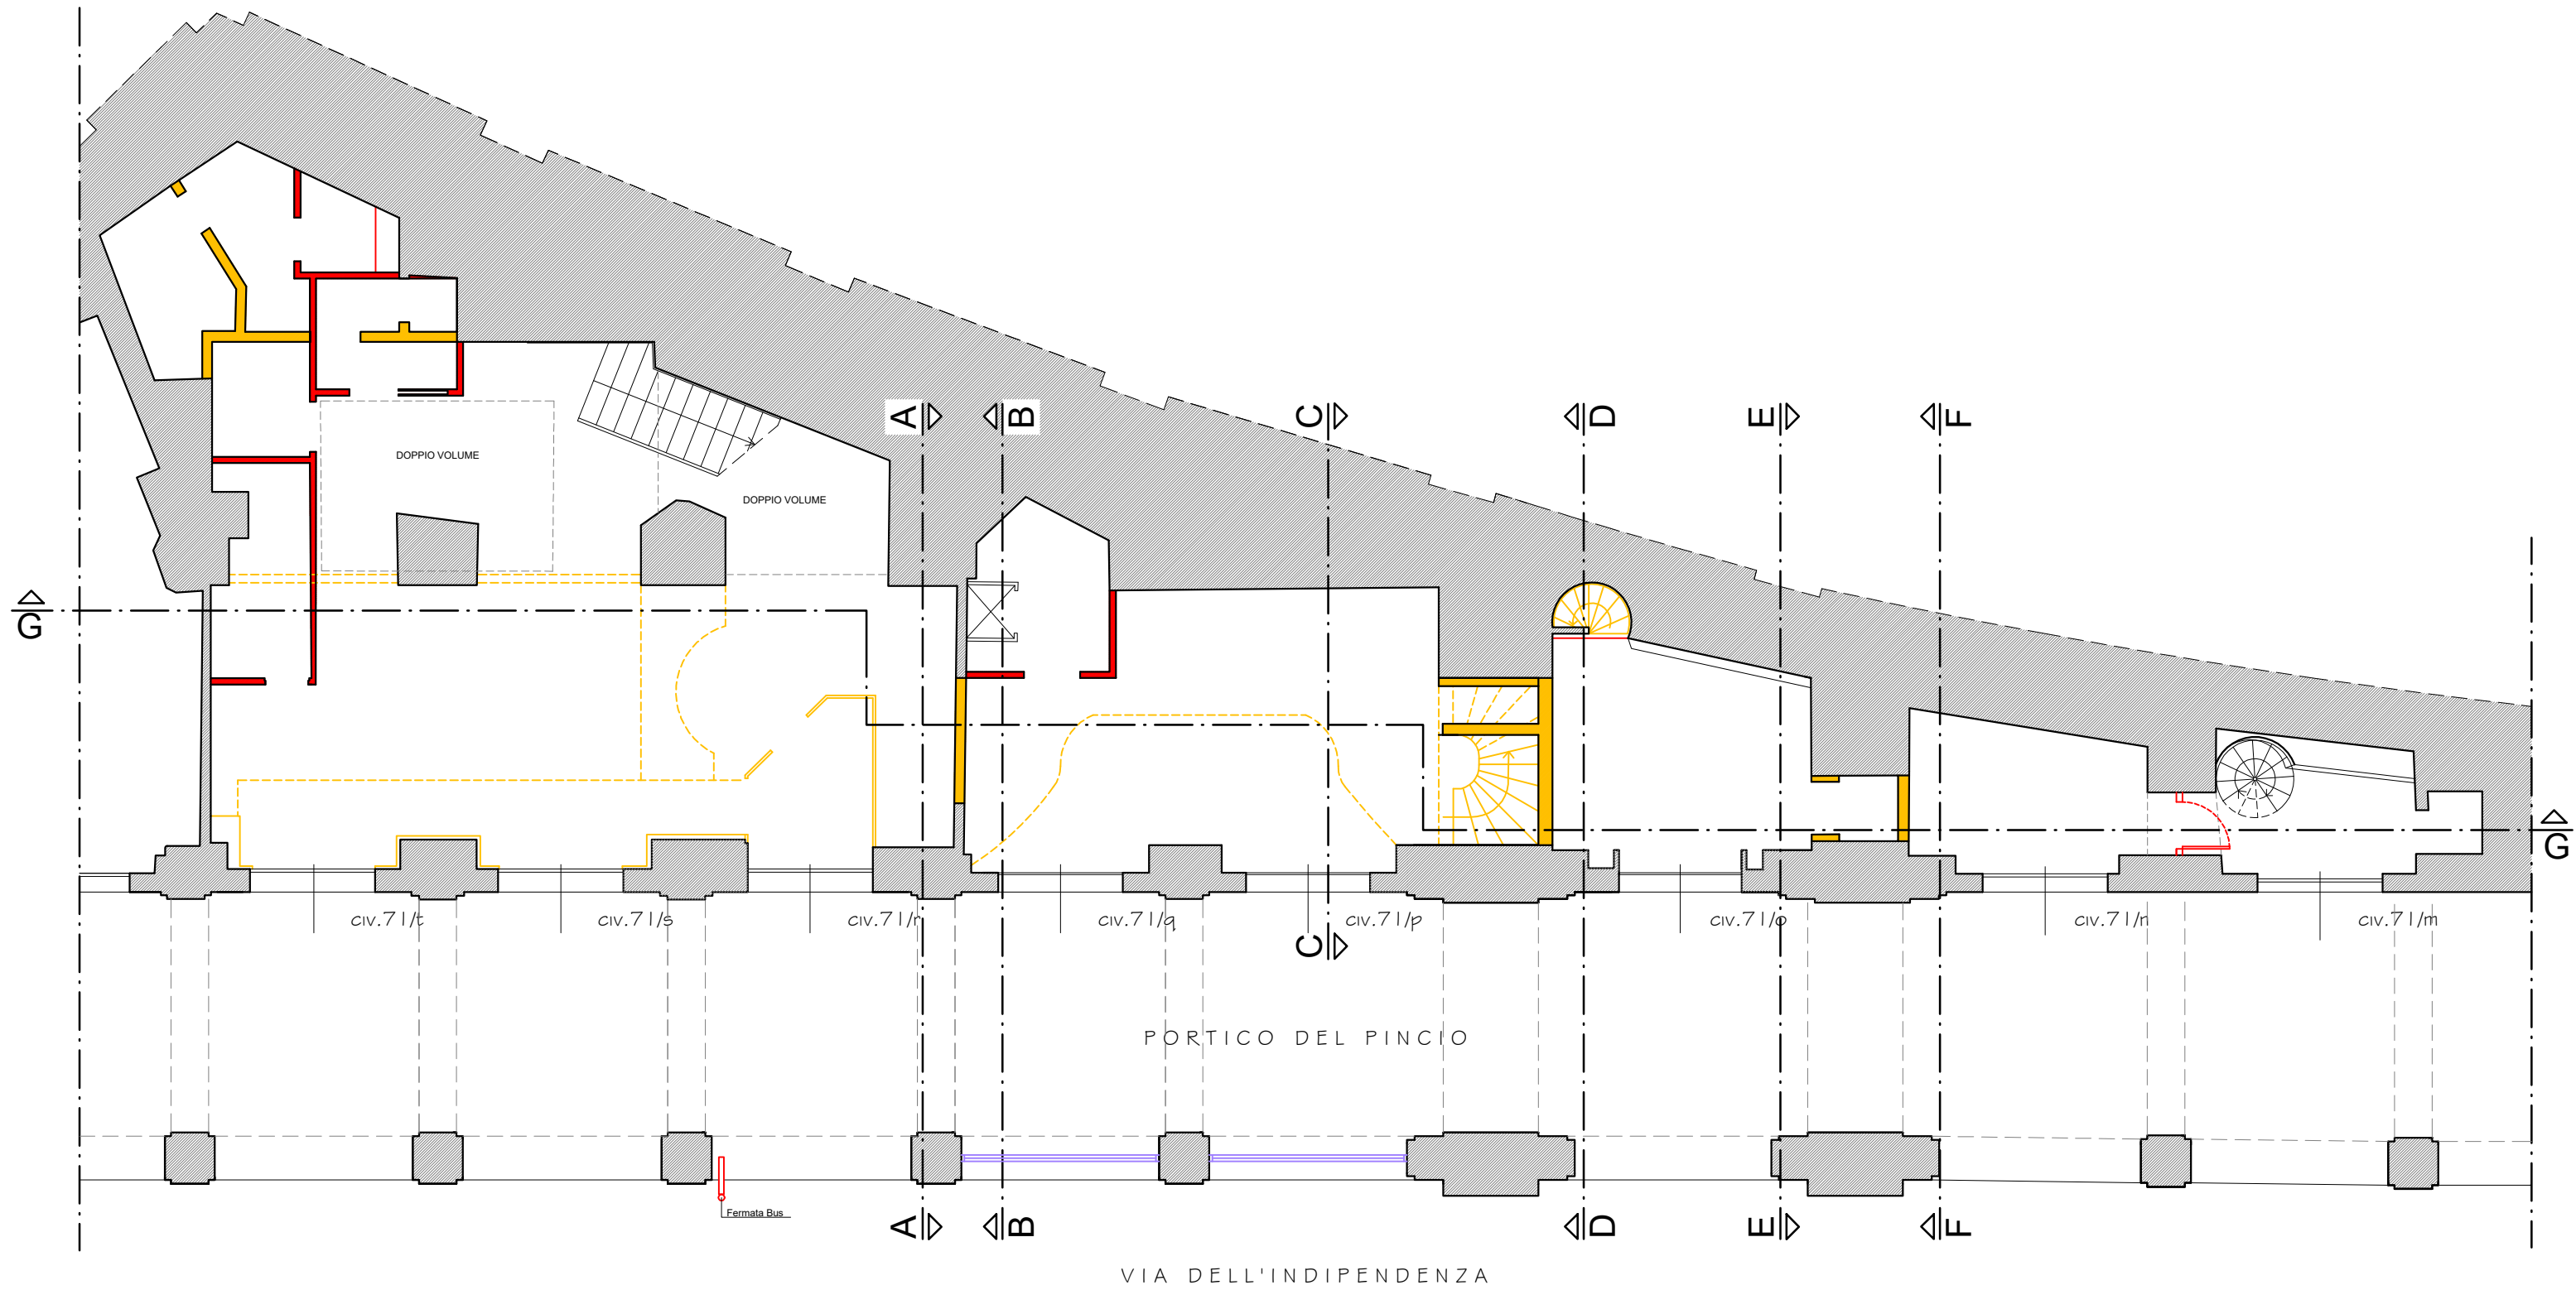 A B C D E F
DOPPIO VOLUME
DOPPIO VOLUME
G
G
civ.71/t civ.71/s civ.71/r civ.71/q civ.71/p civ.71/o civ.71/n civ.71/m
C
PORTICO DEL PINCIO
Fermata Bus
A B D E F
VIA DELL'INDIPENDENZA